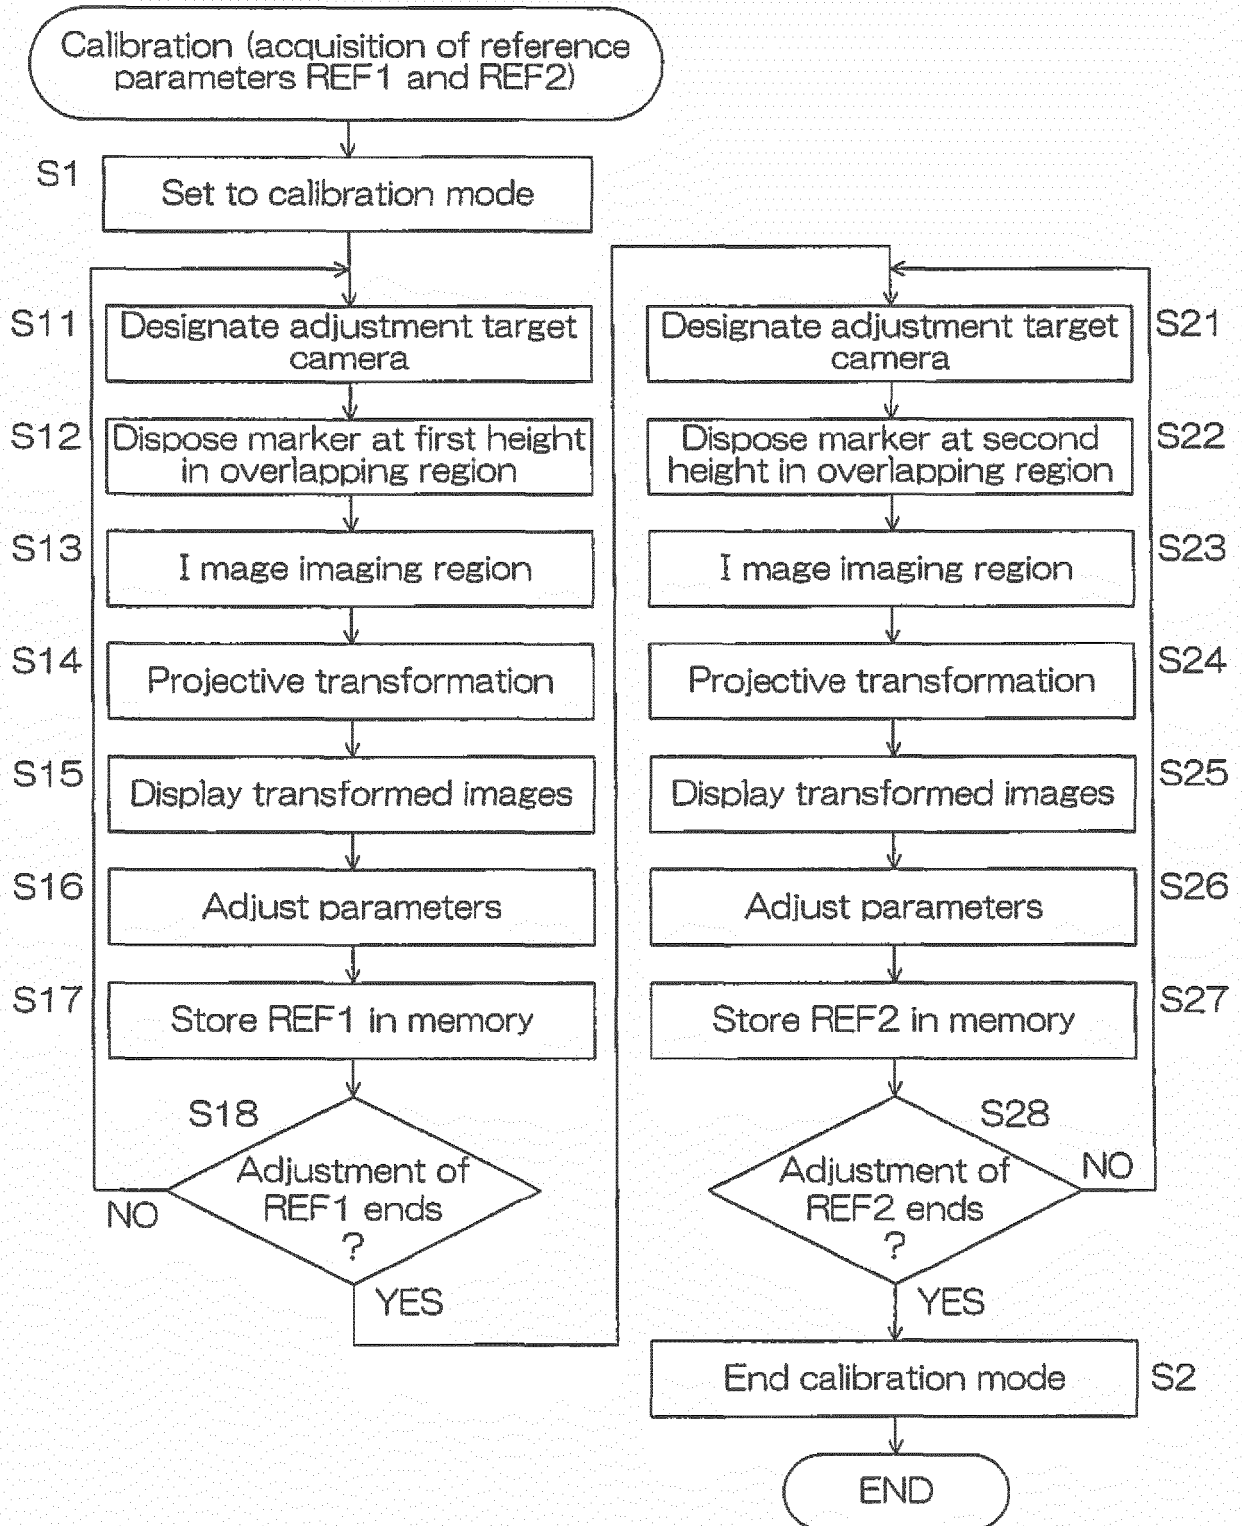 Calibration (acquisition of reference
parameters REF1 and REF2)
S1
Set to calibration mode
S11
Designate adjustment target
camera
S12
Dispose marker at first height
in overlapping region
S13
I mage imaging region
S14
Projective transformation
S15
Display transformed images
S16
Adjust parameters
S17
Store REF1 in memory
S18
Adjustment of
REF1 ends
?
NO
YES
S21
Designate adjustment target
camera
S22
Dispose marker at second
height in overlapping region
S23
I mage imaging region
S24
Projective transformation
S25
Display transformed images
S26
Adjust parameters
S27
Store REF2 in memory
S28
Adjustment of
REF2 ends
?
NO
YES
End calibration mode
S2
END